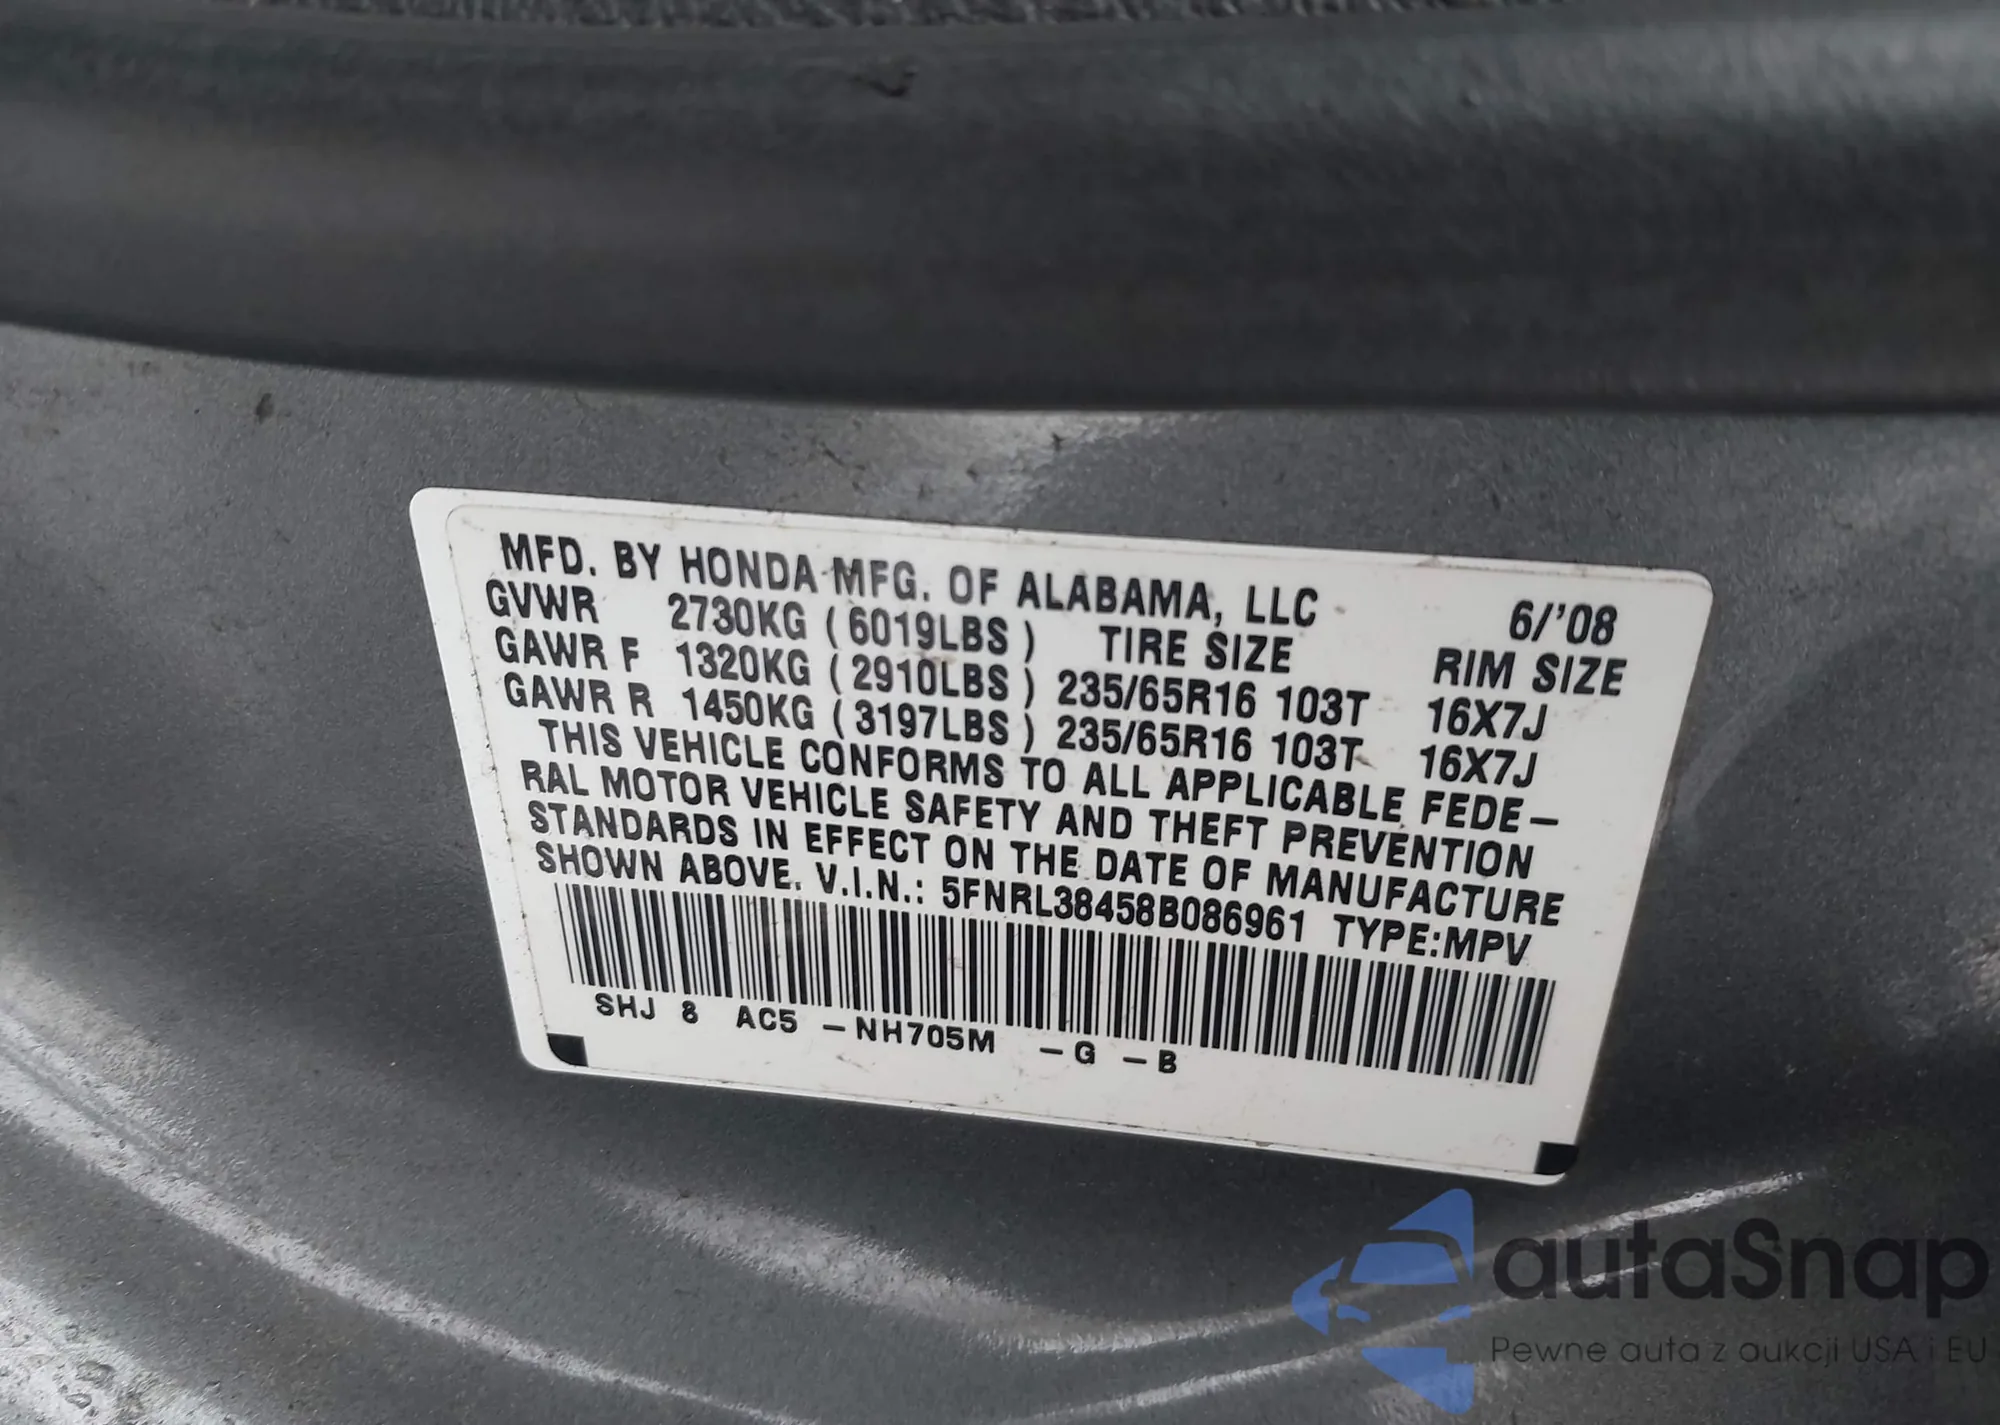 MFD. BY HONDA MFG. OF ALABAMA, LLC 6/'08
GVWR 2730KG ( 6019LBS ) TIRE SIZE RIM SIZE
GAWR F 1320KG ( 2910LBS ) 235/65R16 103T 16X7J
GAWR R 1450KG ( 3197LBS ) 235/65R16 103T 16X7J
THIS VEHICLE CONFORMS TO ALL APPLICABLE FEDE-
RAL MOTOR VEHICLE SAFETY AND THEFT PREVENTION
STANDARDS IN EFFECT ON THE DATE OF MANUFACTURE
SHOWN ABOVE. V.I.N.: 5FNRL38458B086961 TYPE:MPV
SHJ 8 AC5 -NH705M -G -B
autoSnap
Pewne auta z aukcji USA i EU